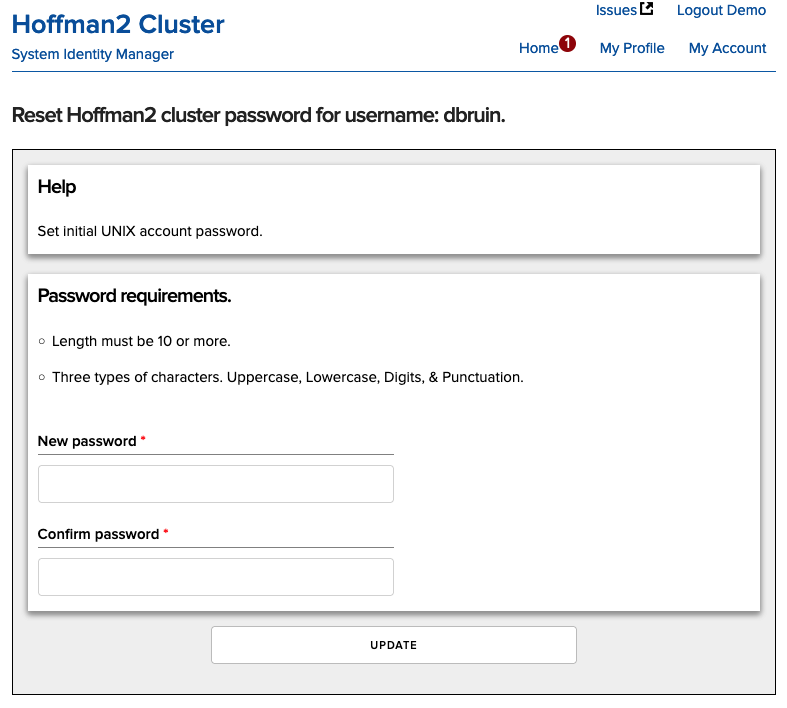 Hoffman2 Cluster
System Identity Manager
Issues
Logout Demo
Home 1
My Profile
My Account
Reset Hoffman2 cluster password for username: dbruin.
Help
Set initial UNIX account password.
Password requirements.
Length must be 10 or more.
Three types of characters. Uppercase, Lowercase, Digits, & Punctuation.
New password *
Confirm password *
UPDATE